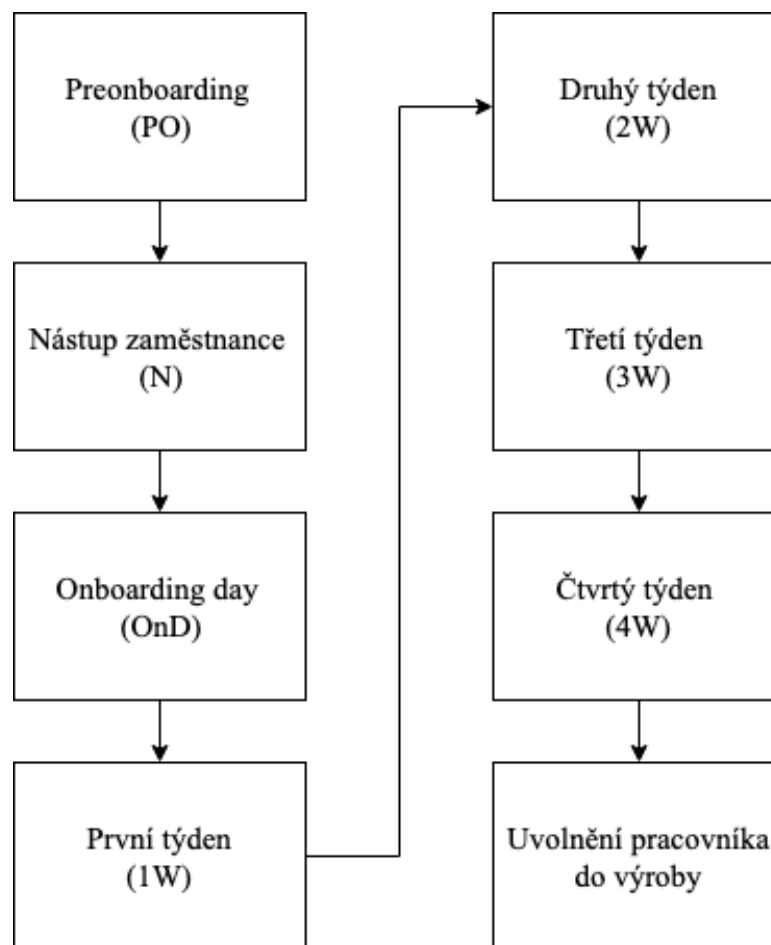 Preonboarding
(PO)
Nástup zaměstnance
(N)
Onboarding day
(OnD)
První týden
(1W)
Druhý týden
(2W)
Třetí týden
(3W)
Čtvrtý týden
(4W)
Uvolnění pracovníka
do výroby